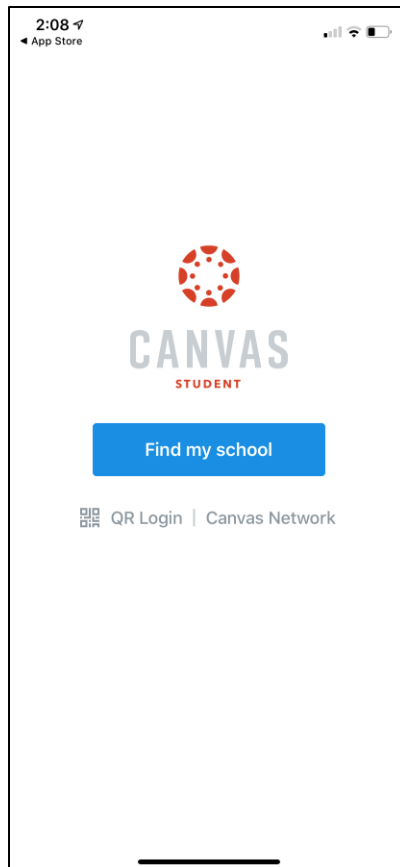 2:08
◀ App Store
CANVAS
STUDENT
Find my school
QR Login | Canvas Network